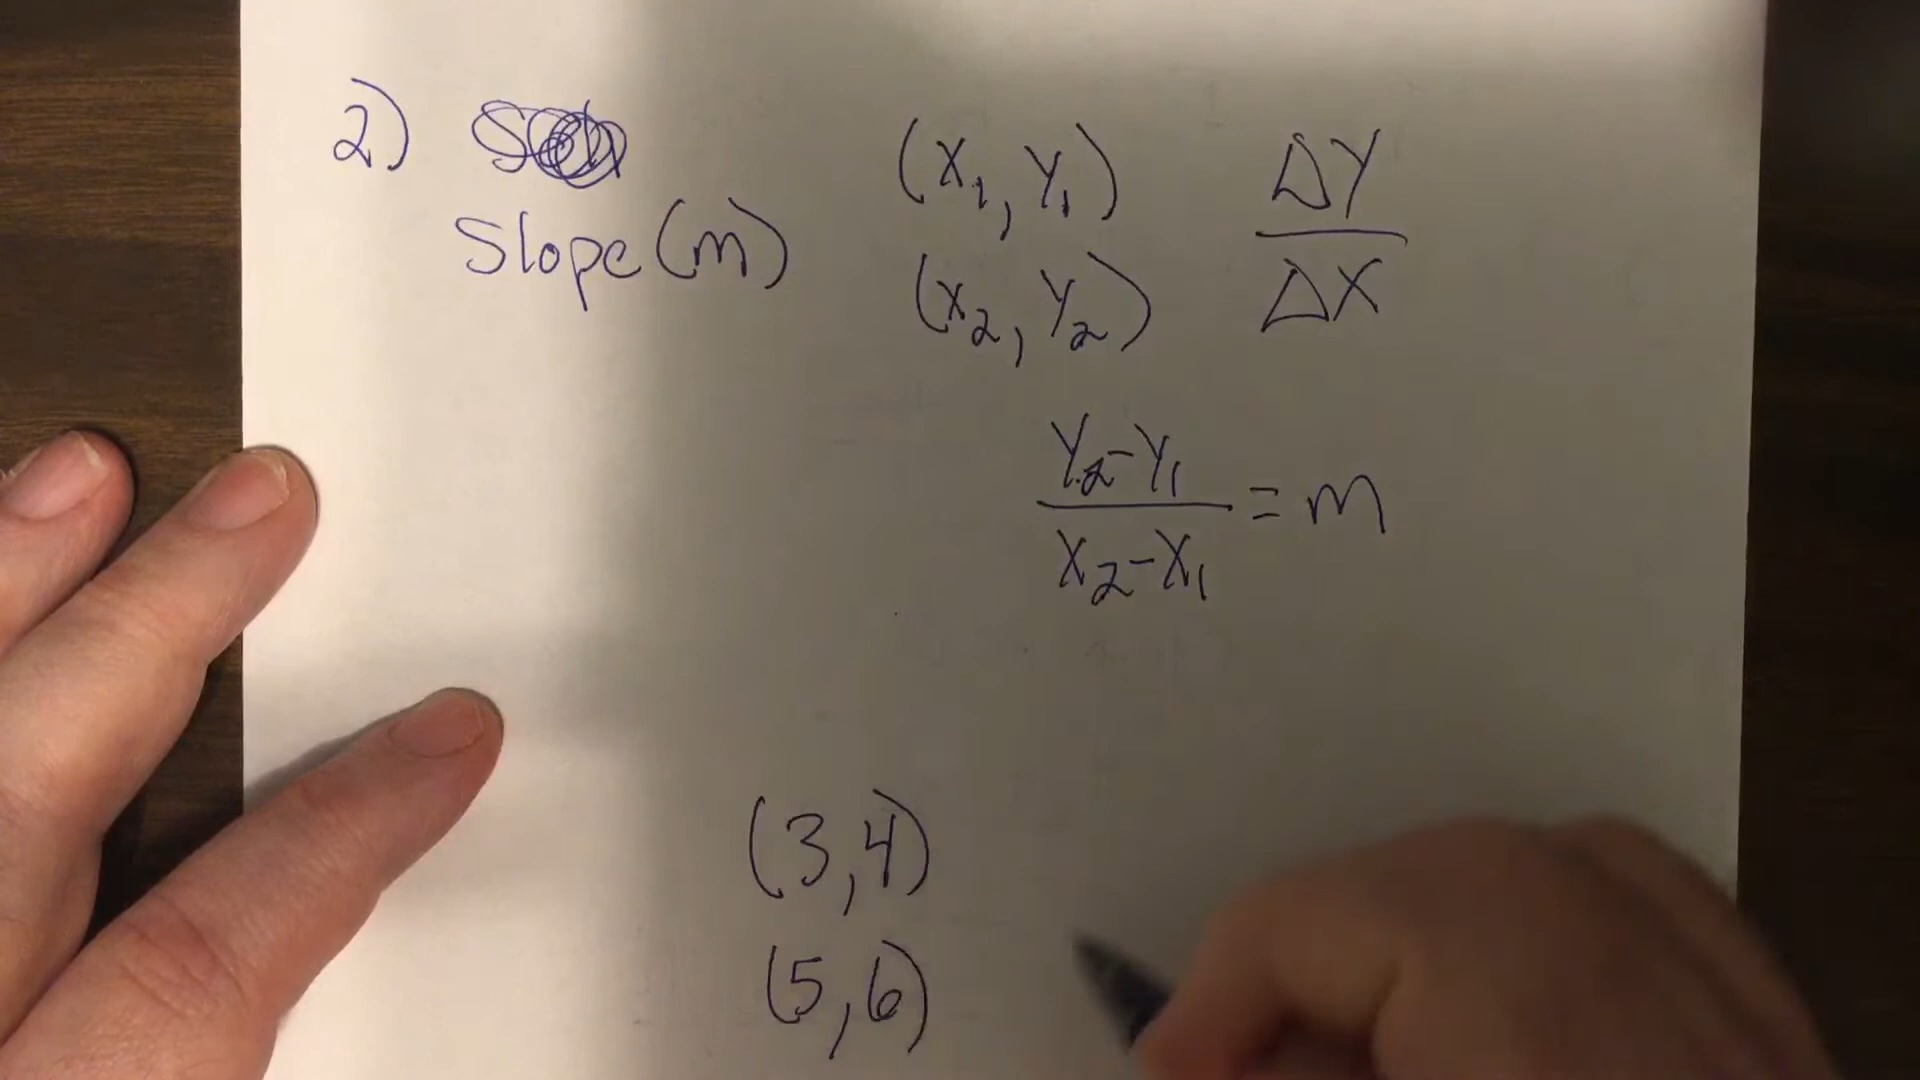 2)
Slope (m)
(x₁, y₁)
(x₂, y₂)
ΔY
ΔX
Y₂-Y₁
X₂-X₁
= m
(3,4)
(5,6)